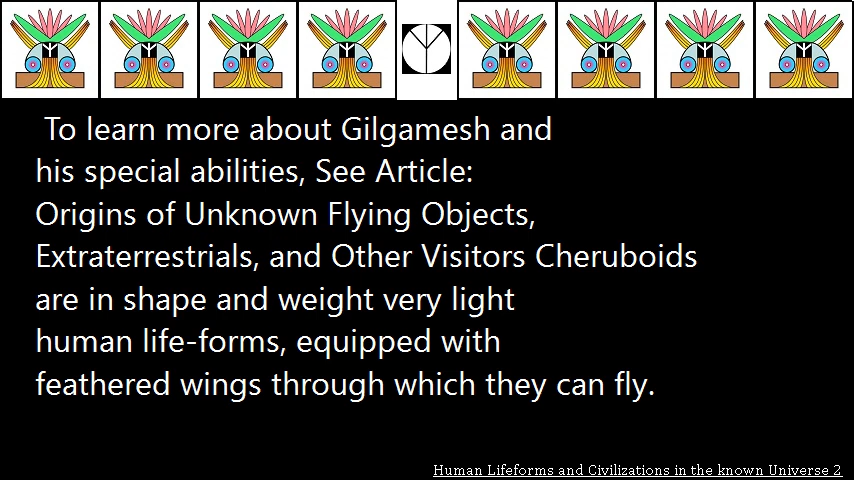 To learn more about Gilgamesh and
his special abilities, See Article:
Origins of Unknown Flying Objects,
Extraterrestrials, and Other Visitors Cheruboids
are in shape and weight very light
human life-forms, equipped with
feathered wings through which they can fly.
Human Lifeforms and Civilizations in the known Universe 2